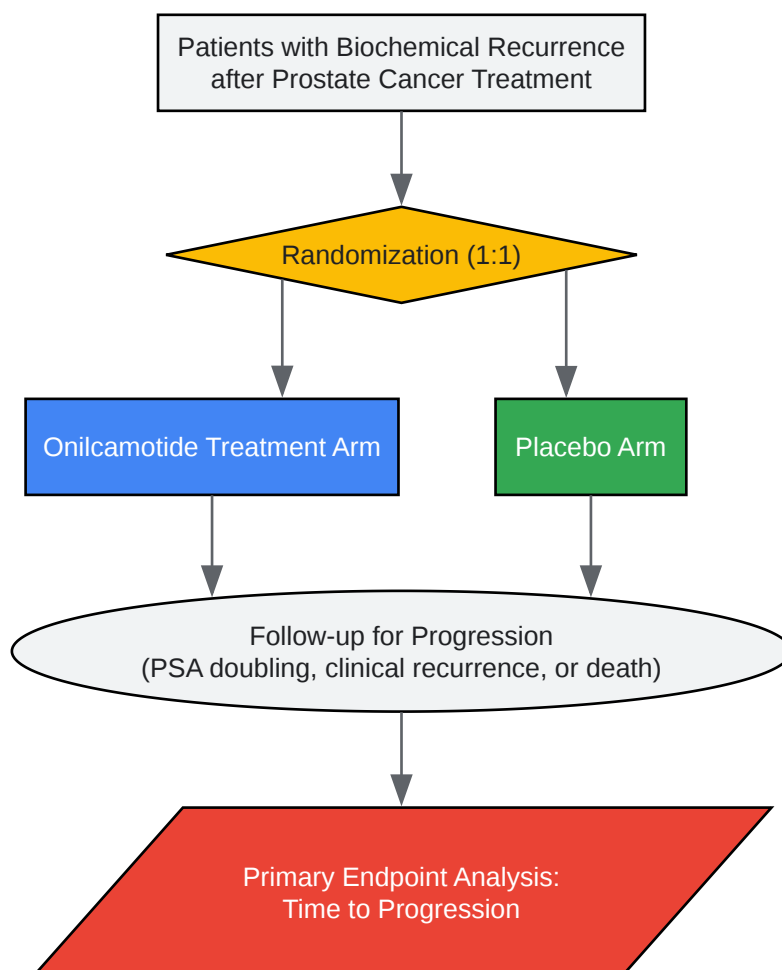 Patients with Biochemical Recurrence
after Prostate Cancer Treatment
Randomization (1:1)
Onilcamotide Treatment Arm
Placebo Arm
Follow-up for Progression
(PSA doubling, clinical recurrence, or death)
Primary Endpoint Analysis:
Time to Progression